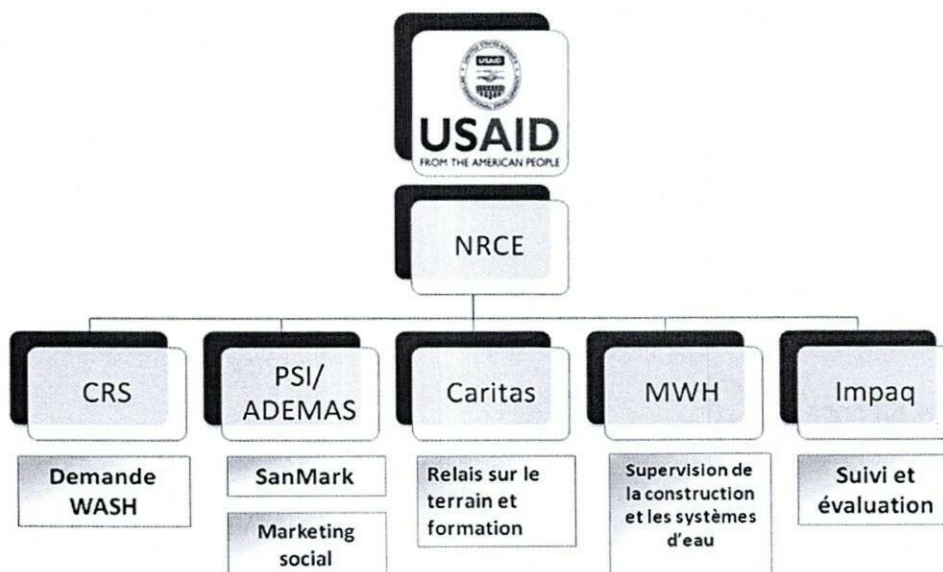 USAID
USAID
FROM THE AMERICAN PEOPLE
NRCE
CRS
PSI/
ADEMAS
Caritas
MWH
Impaq
Demande
WASH
SanMark
Marketing
social
Relais sur le
terrain et
formation
Supervision de
la construction
et les systèmes
d'eau
Suivi et
évaluation